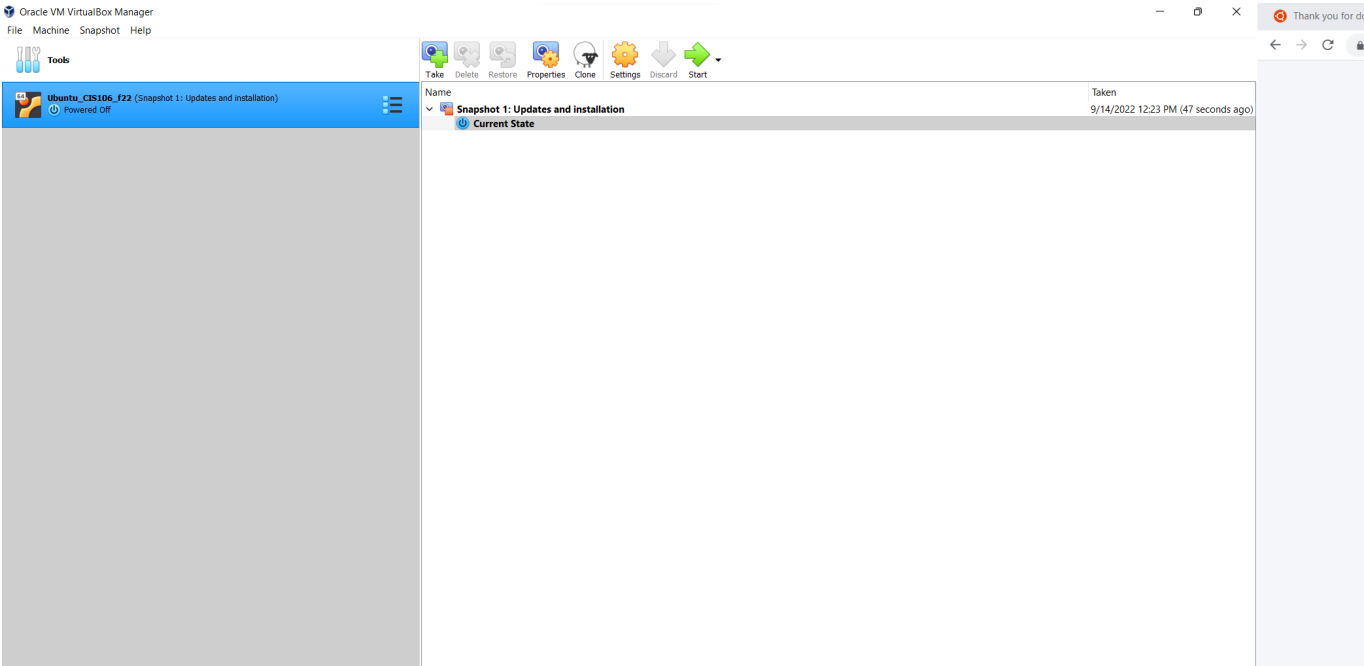 Oracle VM VirtualBox Manager
File Machine Snapshot Help
Tools
64
Ubuntu_CIS106_f22 (Snapshot 1: Updates and installation)
Powered Off
Take Delete Restore Properties Clone Settings Discard Start
Name Taken
Snapshot 1: Updates and installation 9/14/2022 12:23 PM (47 seconds ago)
Current State
Thank you for do